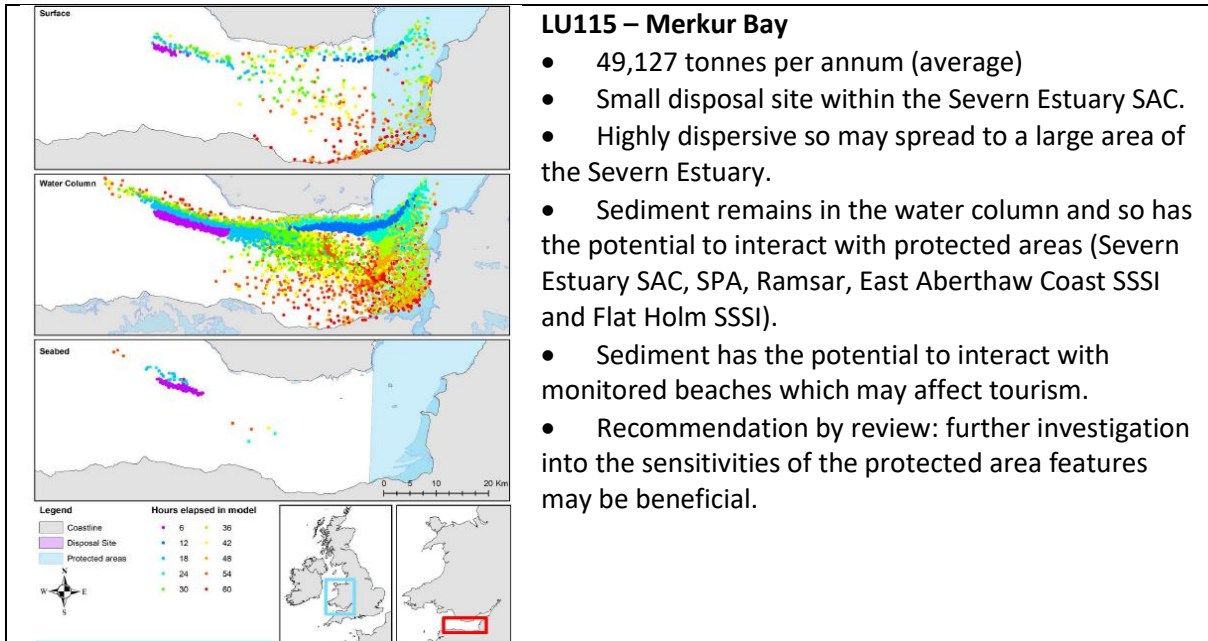 Surface
Water Column
Seabed
0 5 10 20 Km
Legend
Coastline
Disposal Site
Protected areas
Hours elapsed in model
6 36
12 42
18 48
24 54
30 60
N
W E
S
LU115 – Merkur Bay
• 49,127 tonnes per annum (average)
• Small disposal site within the Severn Estuary SAC.
• Highly dispersive so may spread to a large area of
the Severn Estuary.
• Sediment remains in the water column and so has
the potential to interact with protected areas (Severn
Estuary SAC, SPA, Ramsar, East Aberthaw Coast SSSI
and Flat Holm SSSI).
• Sediment has the potential to interact with
monitored beaches which may affect tourism.
• Recommendation by review: further investigation
into the sensitivities of the protected area features
may be beneficial.